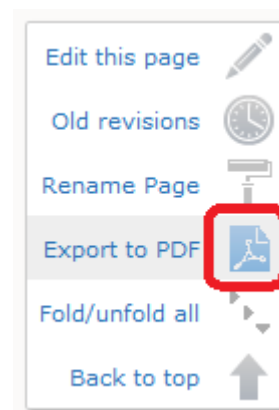 Edit this page
Old revisions
Rename Page
Export to PDF
Fold/unfold all
Back to top